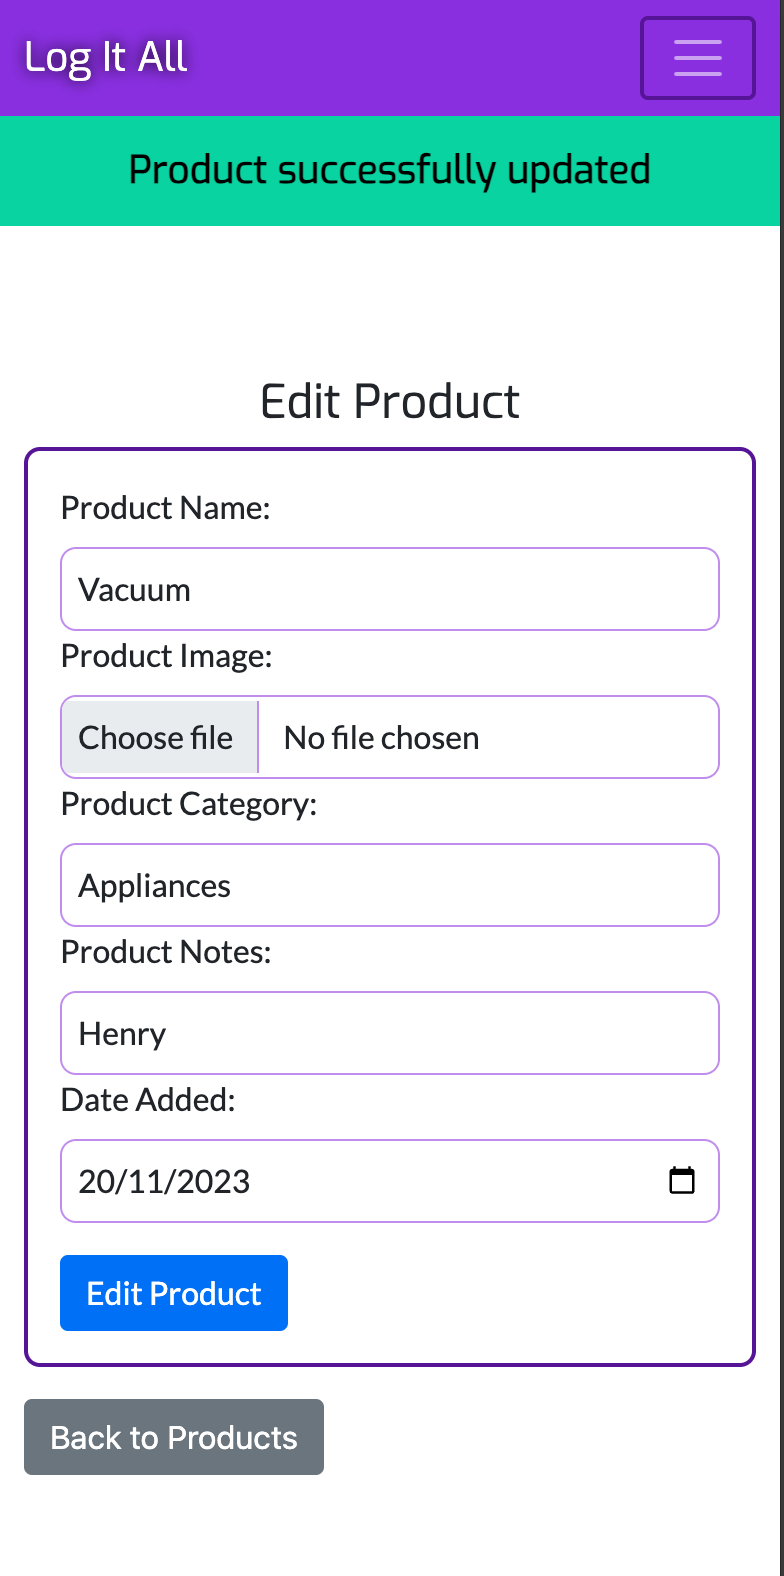 Log It All
Product successfully updated
Edit Product
Product Name:
Vacuum
Product Image:
Choose file No file chosen
Product Category:
Appliances
Product Notes:
Henry
Date Added:
20/11/2023
Edit Product
Back to Products